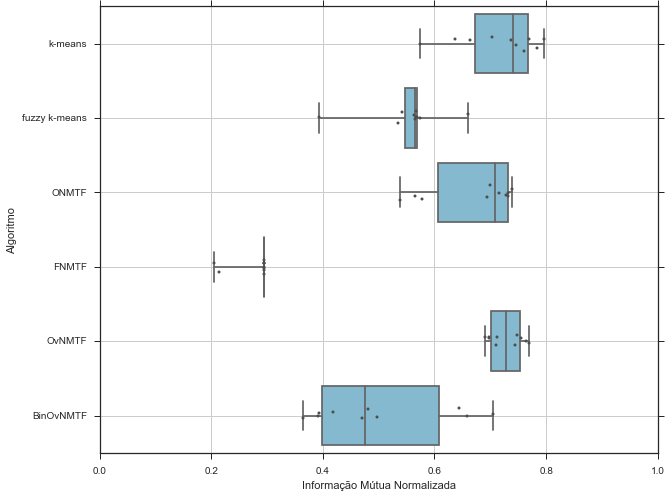 k-means
fuzzy k-means
ONMTF
FNMTF
OvNMTF
BinOvNMTF
Algoritmo
0.0 0.2 0.4 0.6 0.8 1.0
Informação Mútua Normalizada